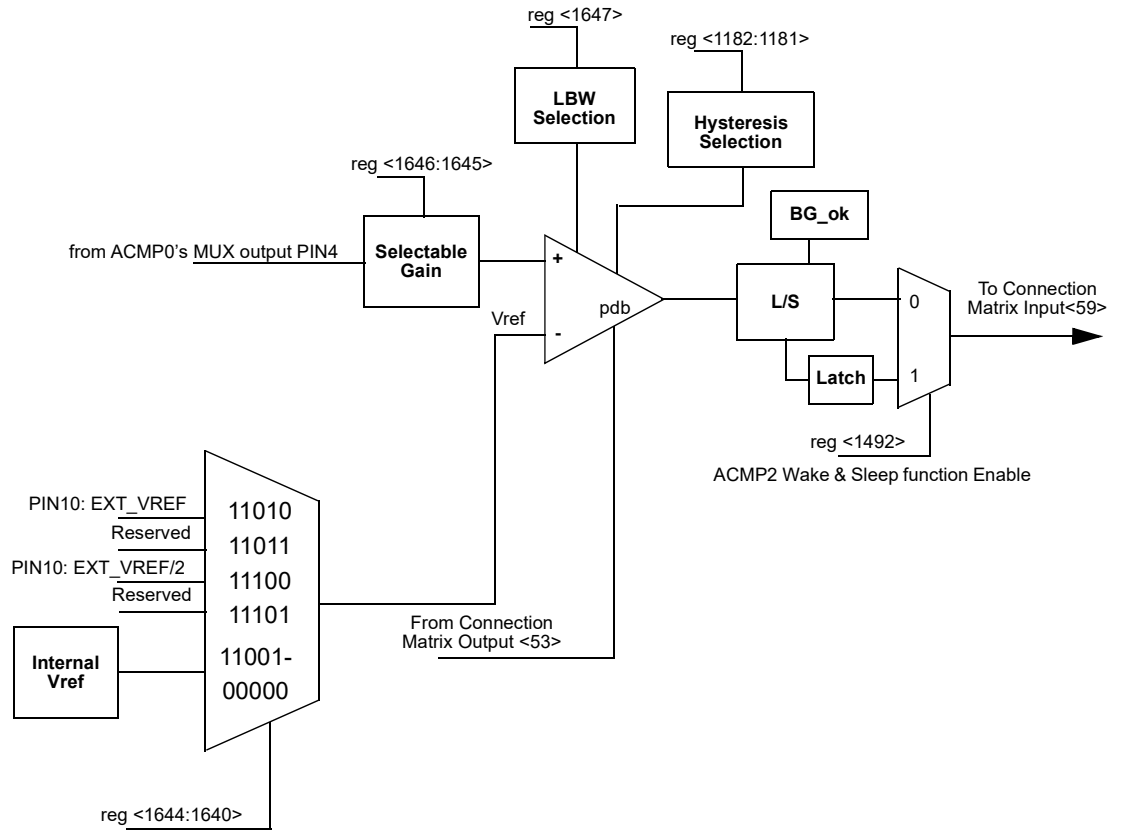 reg <1647>
reg <1182:1181>
LBW
Selection
Hysteresis
Selection
reg <1646:1645>
BG_ok
from ACMP0's MUX output PIN4
Selectable
Gain
+
L/S
To Connection
Matrix Input<59>
0
pdb
Vref
-
Latch
1
reg <1492>
ACMP2 Wake & Sleep function Enable
PIN10: EXT_VREF
11010
Reserved
11011
PIN10: EXT_VREF/2
11100
Reserved
11101
From Connection
Matrix Output <53>
Internal
Vref
11001-
00000
reg <1644:1640>